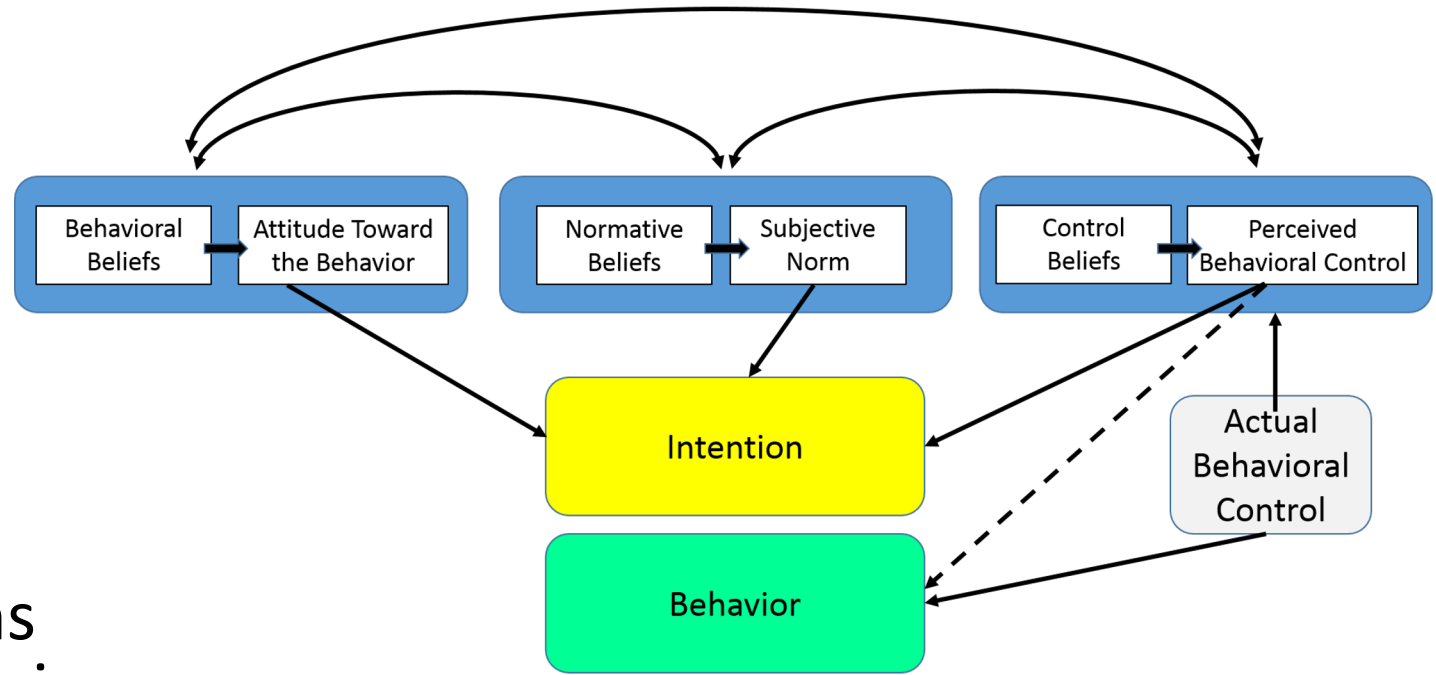 Behavioral
Beliefs
Attitude Toward
the Behavior
Normative
Beliefs
Subjective
Norm
Control
Beliefs
Perceived
Behavioral Control
Intention
Actual
Behavioral
Control
Behavior